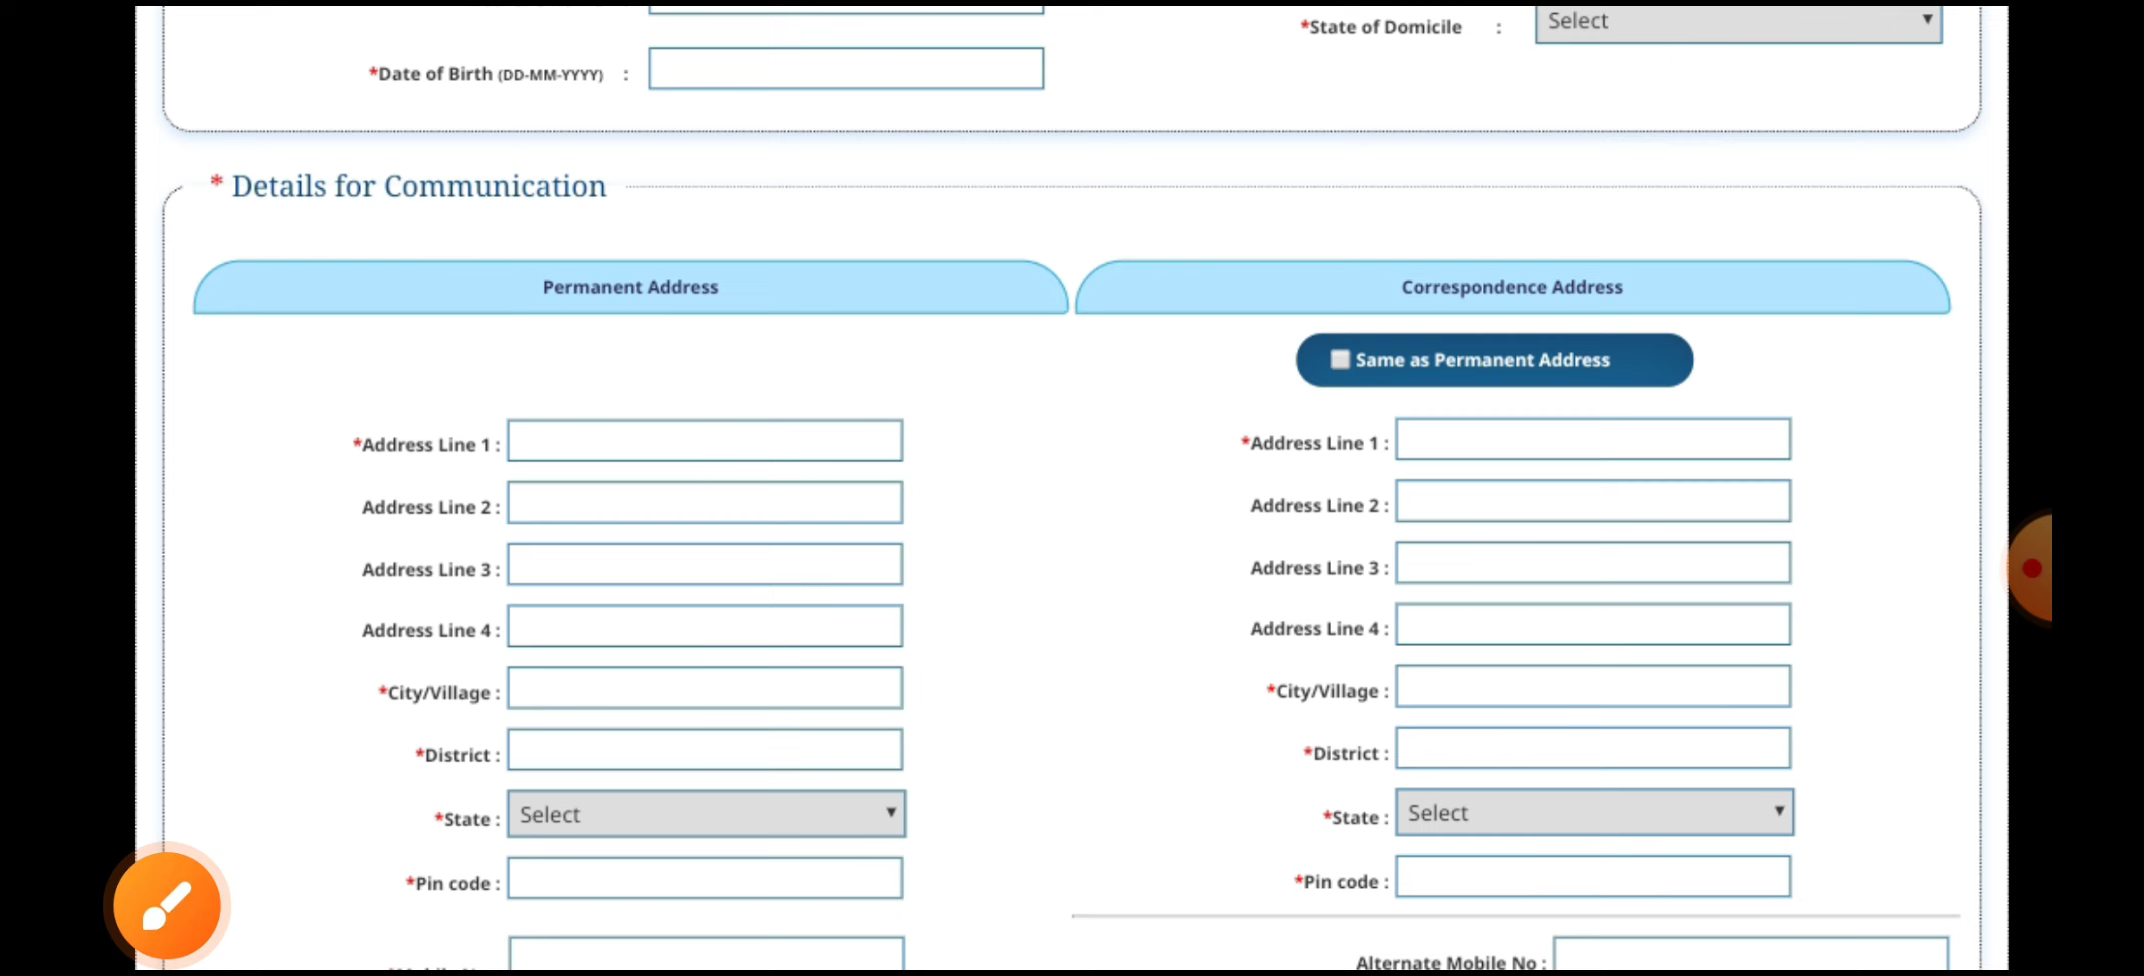 *State of Domicile : Select
*Date of Birth (DD-MM-YYYY) :
* Details for Communication
Permanent Address
Correspondence Address
Same as Permanent Address
*Address Line 1 :
*Address Line 1 :
Address Line 2 :
Address Line 2 :
Address Line 3 :
Address Line 3 :
Address Line 4 :
Address Line 4 :
*City/Village :
*City/Village :
*District :
*District :
*State : Select
*State : Select
*Pin code :
*Pin code :
Alternate Mobile No :